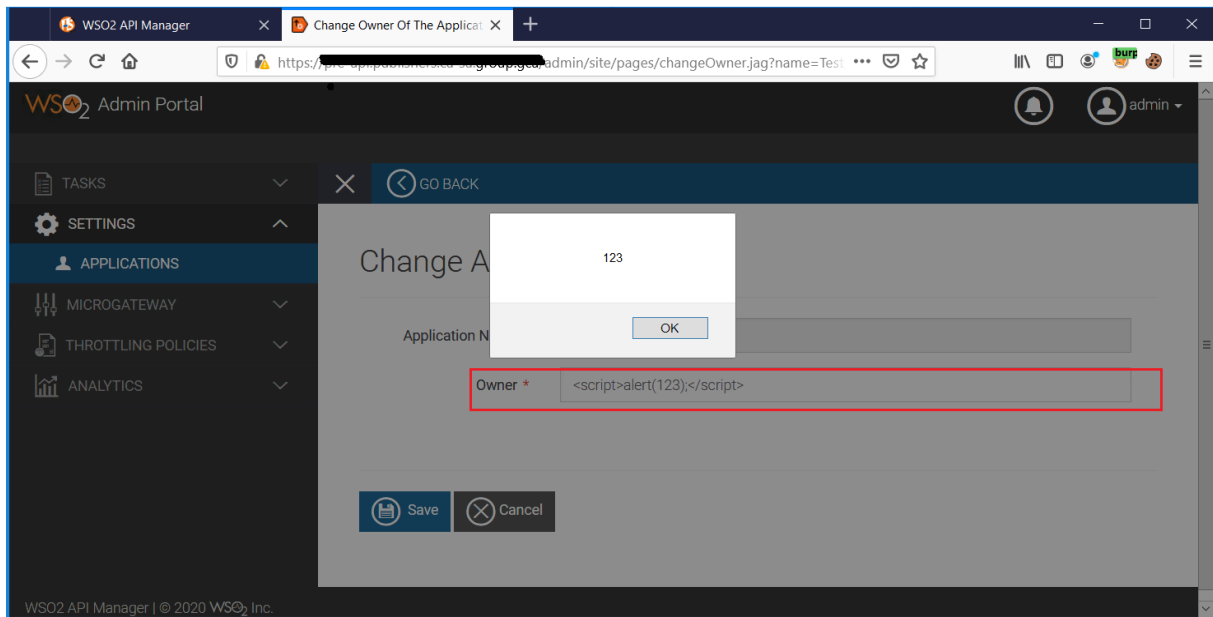 WSO2 API Manager
Change Owner Of The Applicat
burp
https:/ admin/site/pages/changeOwner.jag?name=Test
WSO2 Admin Portal
admin
TASKS
GO BACK
SETTINGS
123
Change A
APPLICATIONS
MICROGATEWAY
OK
Application N
THROTTLING POLICIES
ANALYTICS
Owner *
<script>alert(123);</script>
Save
Cancel
WSO2 API Manager | © 2020 WSO2 Inc.